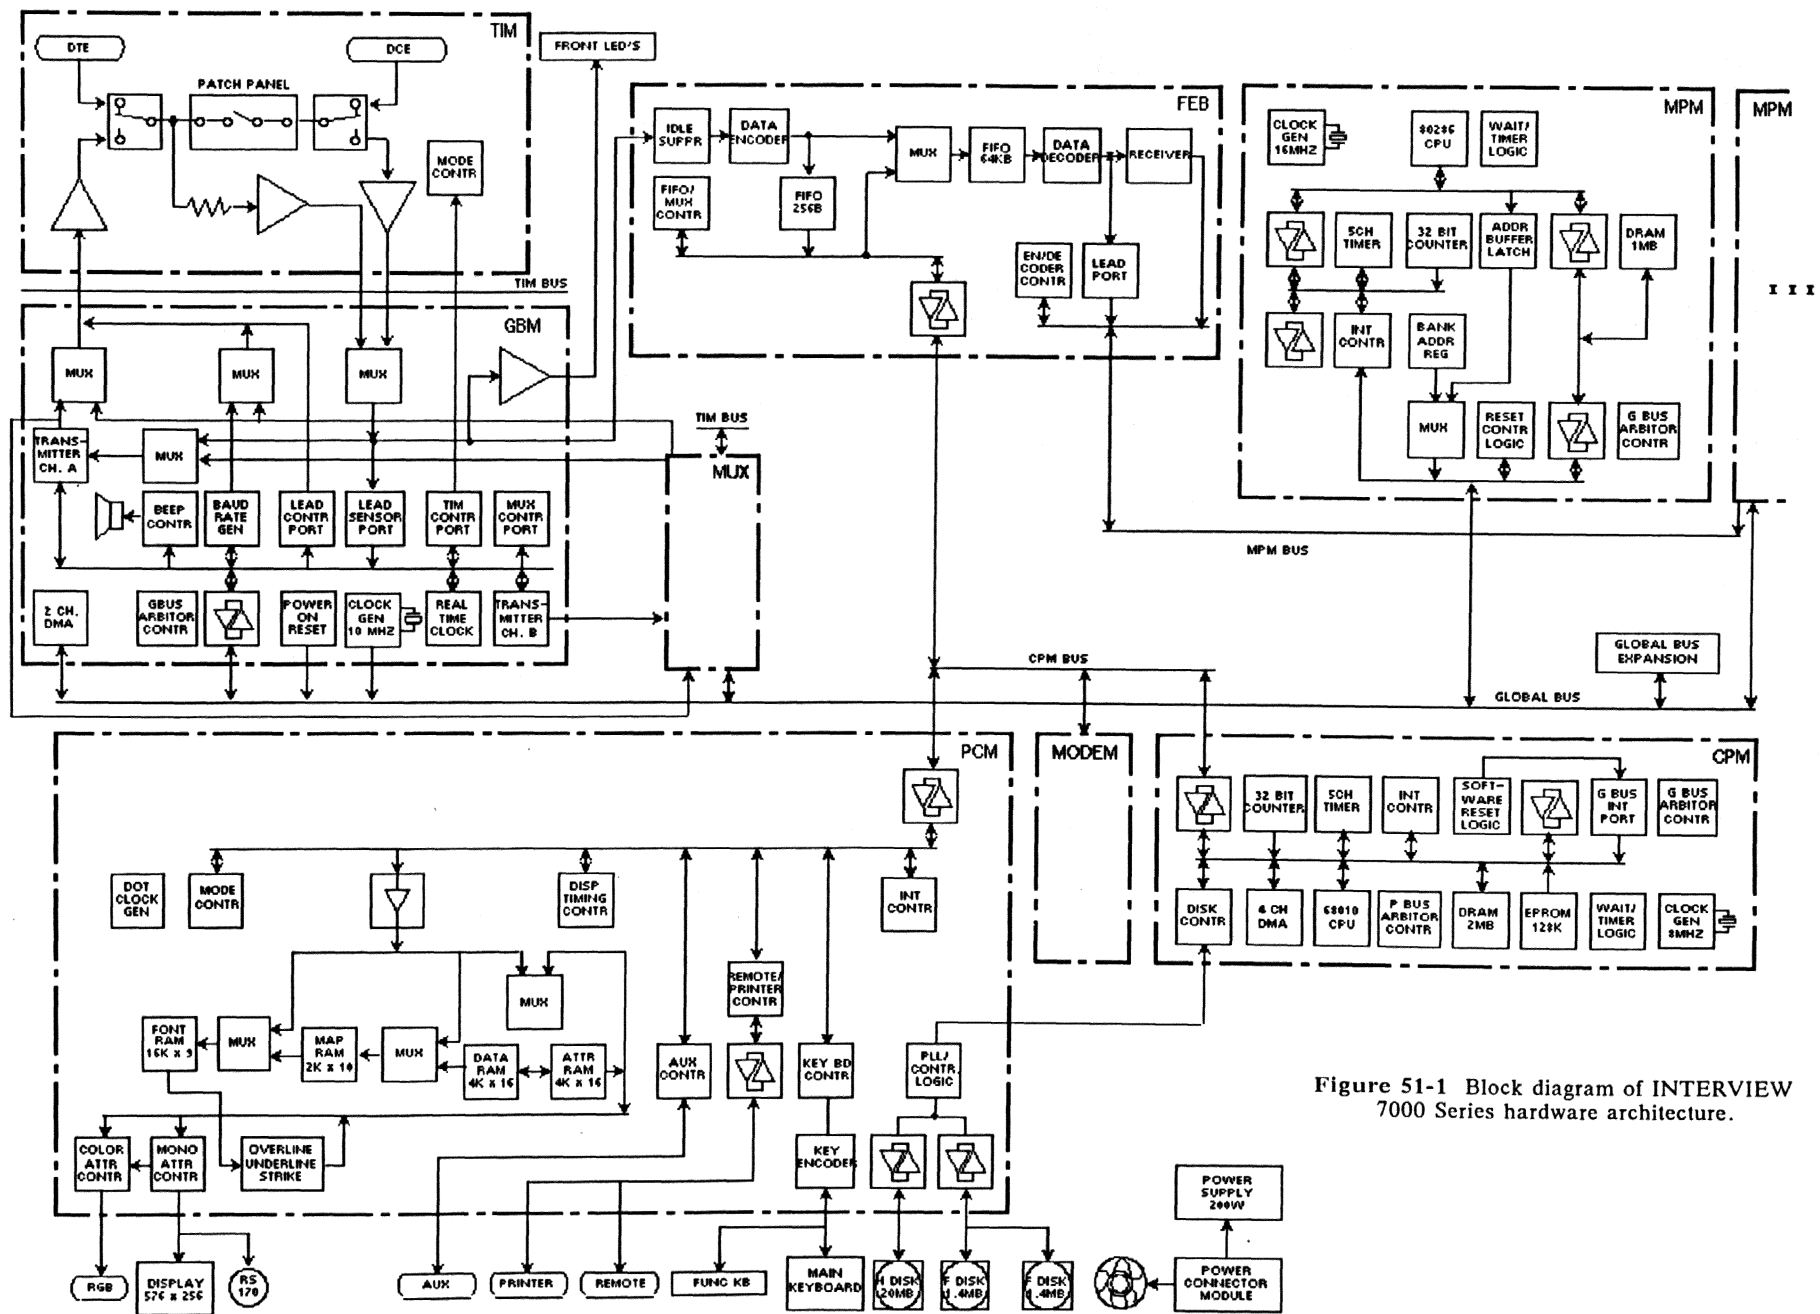 TIM
DTE
DCE
PATCH PANEL
MODE
CONTR
FRONT LED'S
TIM BUS
FEB
IDLE
SUPPR
DATA
ENCODER
MUX
FIFO
64KB
DATA
DECODER
RECEIVER
FIFO/
MUX
CONTR
FIFO
256B
EN/DE
CODER
CONTR
LEAD
PORT
MPM
CLOCK
GEN
16MHZ
80286
CPU
WAIT/
TIMER
LOGIC
5CH
TIMER
32 BIT
COUNTER
ADDR
BUFFER
LATCH
DRAM
1MB
INT
CONTR
BANK
ADDR
REG
MUX
RESET
CONTR
LOGIC
G BUS
ARBITOR
CONTR
MPM
I I I
GBM
MUX
MUX
MUX
TRANS-
MITTER
CH. A
MUX
BEEP
CONTR
BAUD
RATE
GEN
LEAD
CONTR
PORT
LEAD
SENSOR
PORT
TIM
CONTR
PORT
MUX
CONTR
PORT
2 CH.
DMA
GBUS
ARBITOR
CONTR
POWER
ON
RESET
CLOCK
GEN
10 MHZ
REAL
TIME
CLOCK
TRANS-
MITTER
CH. B
TIM BUS
MUX
MPM BUS
CPM BUS
GLOBAL BUS
EXPANSION
GLOBAL BUS
PCM
DOT
CLOCK
GEN
MODE
CONTR
DISP
TIMING
CONTR
INT
CONTR
REMOTE/
PRINTER
CONTR
MUX
FONT
RAM
16K X 9
MUX
MAP
RAM
2K X 10
MUX
DATA
RAM
4K X 16
ATTR
RAM
4K X 16
AUX
CONTR
KEY BD
CONTR
PLL/
CONTR.
LOGIC
COLOR
ATTR
CONTR
MONO
ATTR
CONTR
OVERLINE
UNDERLINE
STRIKE
KEY
ENCODER
MODEM
CPM
32 BIT
COUNTER
5CH
TIMER
INT
CONTR
SOFT-
WARE
RESET
LOGIC
G BUS
INT
PORT
G BUS
ARBITOR
CONTR
DISK
CONTR
4 CH
DMA
68010
CPU
P BUS
ARBITOR
CONTR
DRAM
2MB
EPROM
128K
WAIT/
TIMER
LOGIC
CLOCK
GEN
8MHZ
RGB
DISPLAY
576 X 256
RS
170
AUX
PRINTER
REMOTE
FUNC KB
MAIN
KEYBOARD
H DISK
20MB
F DISK
1.4MB
F DISK
1.4MB
POWER
SUPPLY
200W
POWER
CONNECTOR
MODULE
Figure 51-1 Block diagram of INTERVIEW
7000 Series hardware architecture.